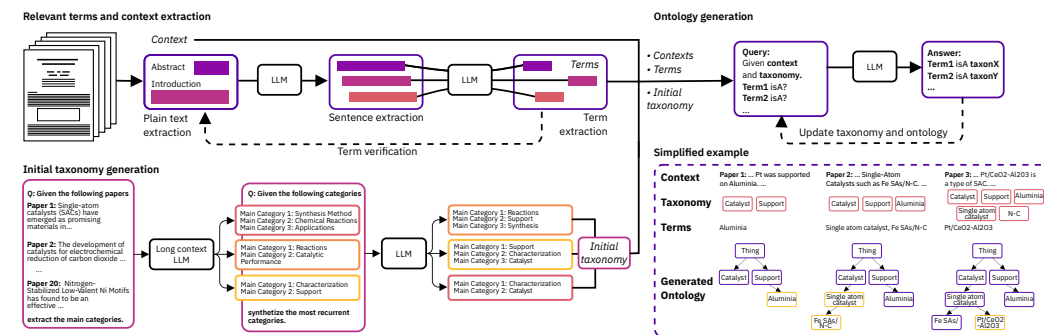 Relevant terms and context extraction
Context
Abstract
Introduction
LLM
LLM
Terms
Plain text
extraction
Sentence extraction
Term
extraction
Term verification
• Contexts
• Terms
• Initial
taxonomy
Ontology generation
Query:
Given context
and taxonomy.
Term1 isA?
Term2 isA?
...
LLM
Answer:
Term1 isA taxonX
Term2 isA taxonY
...
Update taxonomy and ontology
Initial taxonomy generation
Q: Given the following papers
Paper 1: Single-atom
catalysts (SACs) have
emerged as promising
materials in...
Paper 2: The development of
catalysts for electrochemical
reduction of carbon dioxide ...
...
Paper 20: Nitrogen-
Stabilized Low-Valent Ni Motifs
has found to be an
effective ...
extract the main categories.
Long context
LLM
Q: Given the following categories
Main Category 1: Synthesis Method
Main Category 2: Chemical Reactions
Main Category 3: Applications
Main Category 1: Reactions
Main Category 2: Catalytic
Performance
Main Category 1: Characterization
Main Category 2: Support
synthetize the most recurrent
categories.
LLM
Main Category 1: Reactions
Main Category 2: Support
Main Category 3: Synthesis
Main Category 1: Support
Main Category 2: Characterization
Main Category 3: Catalyst
Main Category 1: Characterization
Main Category 2: Catalyst
Initial
taxonomy
Simplified example
Context
Paper 1: ... Pt was supported
on Aluminia. ...
Paper 2: ... Single-Atom
Catalysts such as Fe SAs/N-C. ...
Paper 3: ... Pt/CeO2-Al2O3 is
a type of SAC. ...
Taxonomy
Catalyst Support
Catalyst Support Aluminia
Catalyst Support Aluminia
Single atom
catalyst
N-C
Terms
Aluminia
Single atom catalyst, Fe SAs/N-C
Pt/CeO2-Al2O3
Generated
Ontology
Thing
Catalyst Support
Aluminia
Thing
Catalyst Support
Single atom
catalyst
Aluminia
Fe SAs/
N-C
Thing
Catalyst Support
Single atom
catalyst
Aluminia
Fe SAs/
Pt/CeO2
-Al2O3